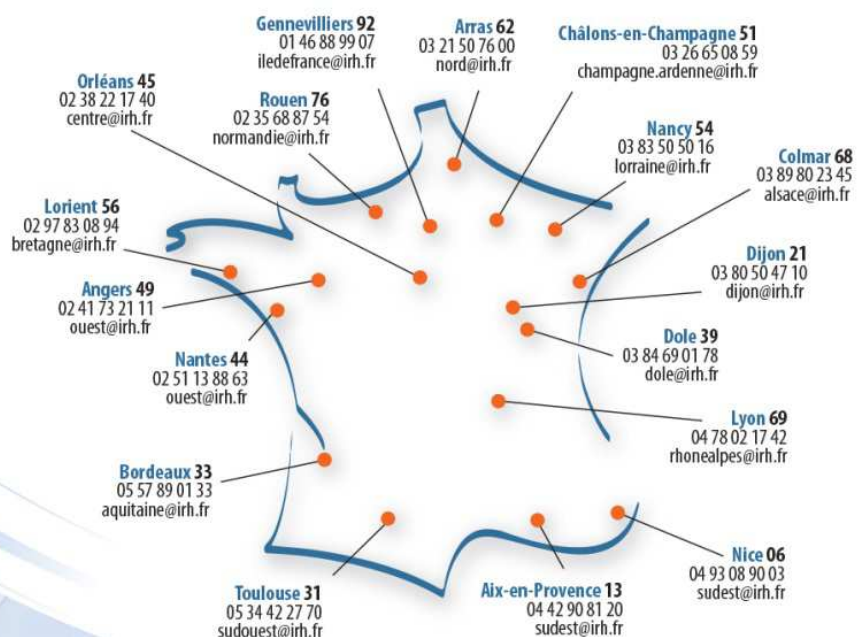 Gennevilliers 92
01 46 88 99 07
iledefrance@irh.fr
Arras 62
03 21 50 76 00
nord@irh.fr
Châlons-en-Champagne 51
03 26 65 08 59
champagne.ardenne@irh.fr
Orléans 45
02 38 22 17 40
centre@irh.fr
Rouen 76
02 35 68 87 54
normandie@irh.fr
Nancy 54
03 83 50 50 16
lorraine@irh.fr
Colmar 68
03 89 80 23 45
alsace@irh.fr
Lorient 56
02 97 83 08 94
bretagne@irh.fr
Dijon 21
03 80 50 47 10
dijon@irh.fr
Angers 49
02 41 73 21 11
ouest@irh.fr
Dole 39
03 84 69 01 78
dole@irh.fr
Nantes 44
02 51 13 88 63
ouest@irh.fr
Lyon 69
04 78 02 17 42
rhonealpes@irh.fr
Bordeaux 33
05 57 89 01 33
aquitaine@irh.fr
Nice 06
04 93 08 90 03
sudest@irh.fr
Toulouse 31
05 34 42 27 70
sudouest@irh.fr
Aix-en-Provence 13
04 42 90 81 20
sudest@irh.fr